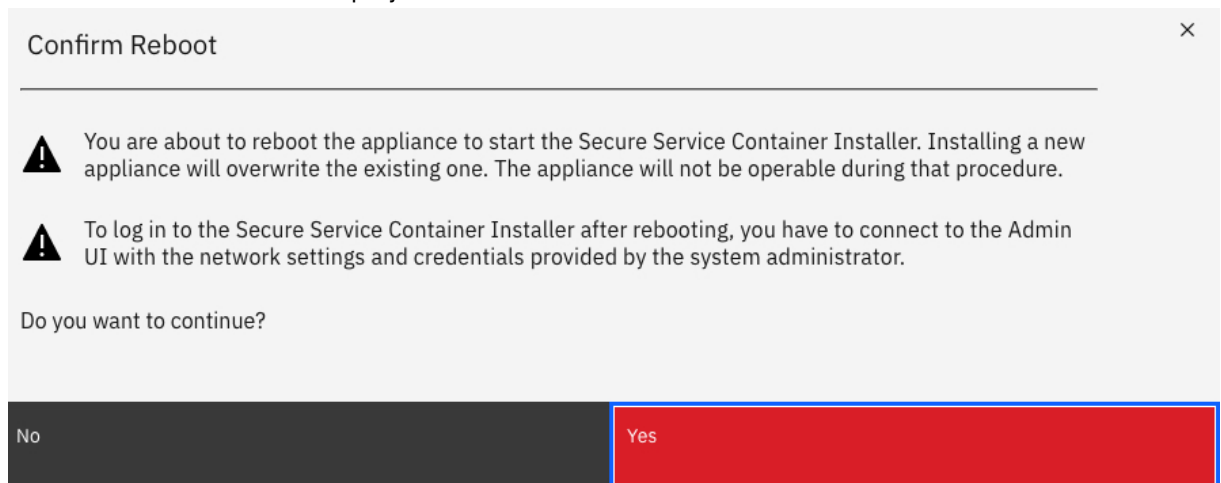 Confirm Reboot
You are about to reboot the appliance to start the Secure Service Container Installer. Installing a new
appliance will overwrite the existing one. The appliance will not be operable during that procedure.
To log in to the Secure Service Container Installer after rebooting, you have to connect to the Admin
UI with the network settings and credentials provided by the system administrator.
Do you want to continue?
No
Yes